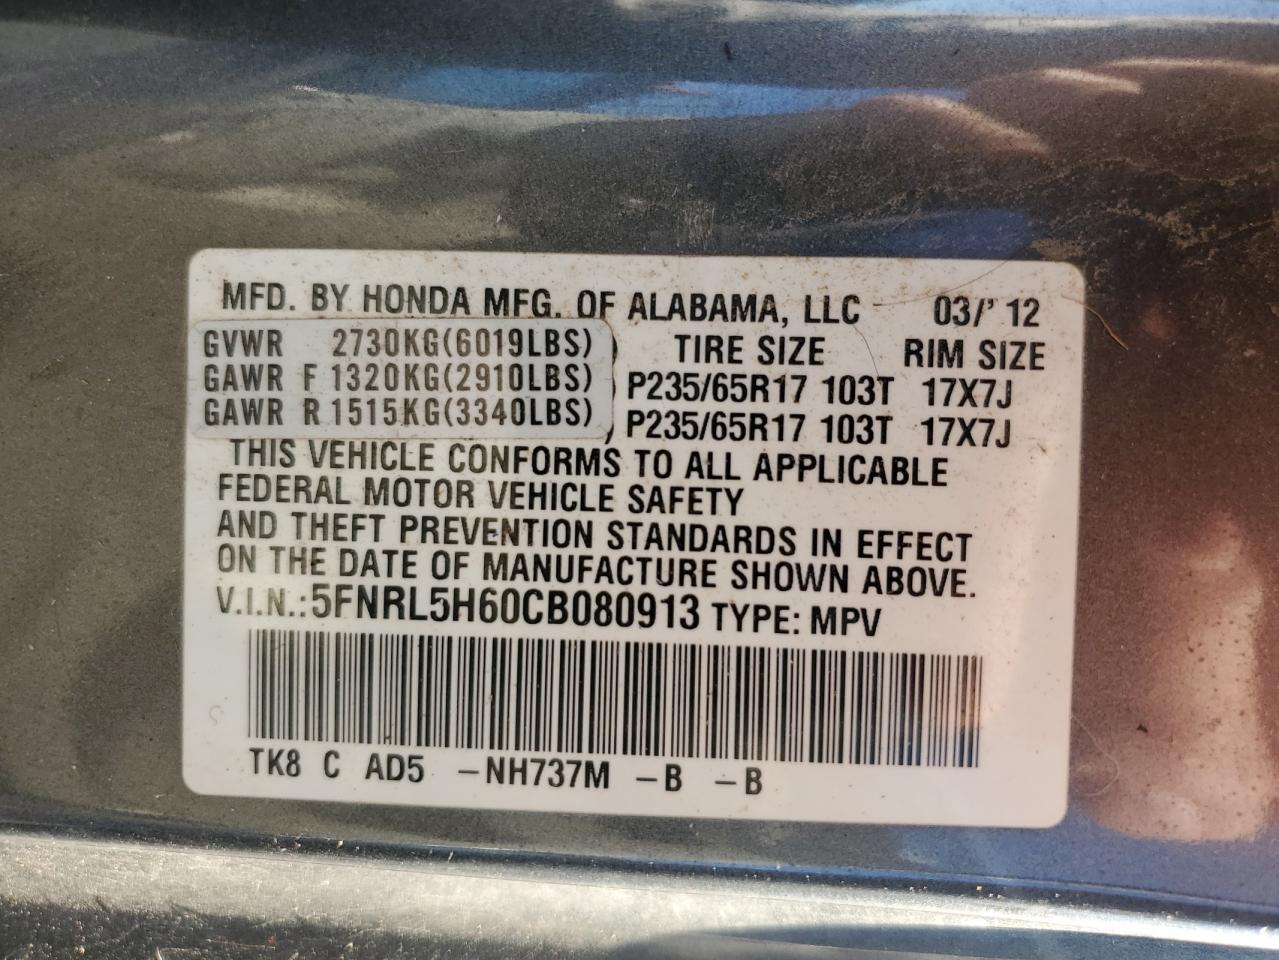 MFD. BY HONDA MFG. OF ALABAMA, LLC 03/'12
GVWR 2730KG(6019LBS) TIRE SIZE RIM SIZE
GAWR F 1320KG(2910LBS) P235/65R17 103T 17X7J
GAWR R 1515KG(3340LBS) P235/65R17 103T 17X7J
THIS VEHICLE CONFORMS TO ALL APPLICABLE
FEDERAL MOTOR VEHICLE SAFETY
AND THEFT PREVENTION STANDARDS IN EFFECT
ON THE DATE OF MANUFACTURE SHOWN ABOVE.
V.I.N.:5FNRL5H60CB080913 TYPE: MPV
TK8 C AD5 -NH737M -B -B